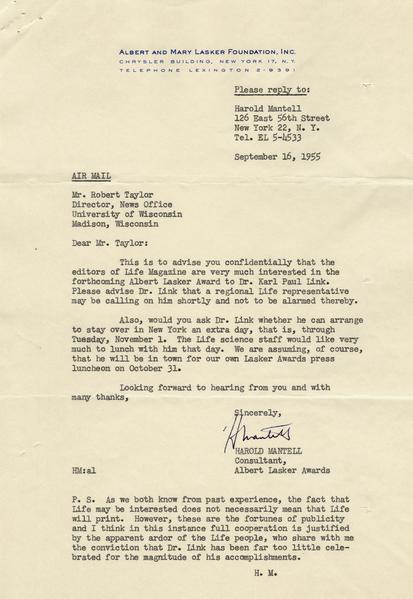 ALBERT AND MARY LASKER FOUNDATION, INC.
CHRYSLER BUILDING, NEW YORK 17, N.Y.
TELEPHONE LEXINGTON 2-9391
Please reply to:
Harold Mantell
126 East 56th Street
New York 22, N. Y.
Tel. EL 5-4533
September 16, 1955
AIR MAIL
Mr. Robert Taylor
Director, News Office
University of Wisconsin
Madison, Wisconsin
Dear Mr. Taylor:
This is to advise you confidentially that the
editors of Life Magazine are very much interested in the
forthcoming Albert Lasker Award to Dr. Karl Paul Link.
Please advise Dr. Link that a regional Life representative
may be calling on him shortly and not to be alarmed thereby.
Also, would you ask Dr. Link whether he can arrange
to stay over in New York an extra day, that is, through
Tuesday, November 1. The Life science staff would like very
much to lunch with him that day. We are assuming, of course,
that he will be in town for our own Lasker Awards press
luncheon on October 31.
Looking forward to hearing from you and with
many thanks,
Sincerely,
H Mantell
HAROLD MANTELL
Consultant,
HM:al Albert Lasker Awards
P. S. As we both know from past experience, the fact that
Life may be interested does not necessarily mean that Life
will print. However, these are the fortunes of publicity
and I think in this instance full cooperation is justified
by the apparent ardor of the Life people, who share with me
the conviction that Dr. Link has been far too little cele-
brated for the magnitude of his accomplishments.
H. M.